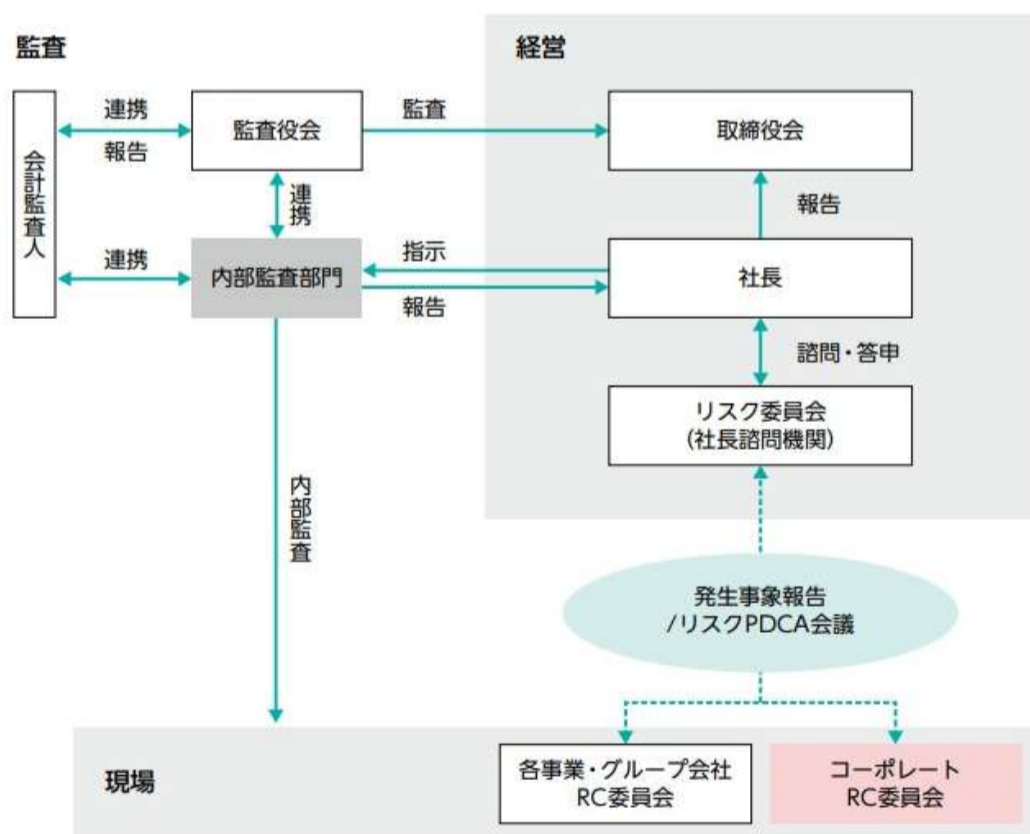 監査
経営
会計監査人
連携
報告
監査役会
監査
取締役会
連携
報告
連携
内部監査部門
指示
報告
社長
諮問・答申
リスク委員会
(社長諮問機関)
内部監査
発生事象報告
/リスクPDCA会議
現場
各事業・グループ会社
RC委員会
コーポレート
RC委員会